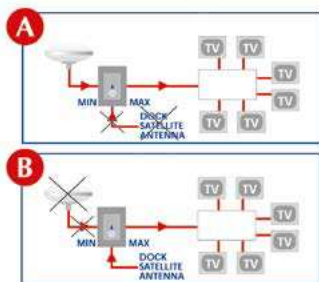 A
TV TV
TV
MIN MAX
TV
DOCK
SATELLITE
ANTENNA
TV TV
B
TV TV
TV
MIN MAX
TV
DOCK
SATELLITE
ANTENNA
TV TV